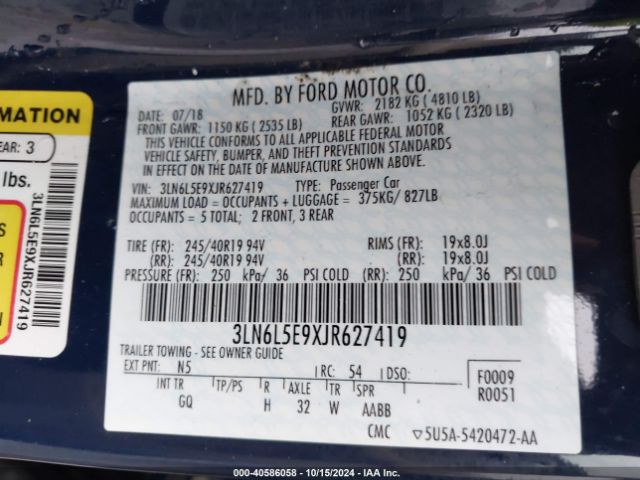 ORMATION
EAR: 3
lbs.
S
R
3LN6L5E9XJR627419
MFD. BY FORD MOTOR CO.
DATE: 07/18 GVWR: 2182 KG ( 4810 LB)
FRONT GAWR: 1150 KG ( 2535 LB) REAR GAWR: 1052 KG ( 2320 LB)
THIS VEHICLE CONFORMS TO ALL APPLICABLE FEDERAL MOTOR
VEHICLE SAFETY, BUMPER, AND THEFT PREVENTION STANDARDS
IN EFFECT ON THE DATE OF MANUFACTURE SHOWN ABOVE.
VIN: 3LN6L5E9XJR627419 TYPE: Passenger Car
MAXIMUM LOAD = OCCUPANTS + LUGGAGE = 375KG/ 827LB
OCCUPANTS = 5 TOTAL; 2 FRONT, 3 REAR
TIRE (FR): 245/40R19 94V RIMS (FR): 19x8.0J
(RR): 245/40R19 94V (RR): 19x8.0J
PRESSURE (FR): 250 kPa/ 36 PSI COLD (RR): 250 kPa/ 36 PSI COLD
3LN6L5E9XJR627419
TRAILER TOWING - SEE OWNER GUIDE
EXT PNT: N5 RC: 54 DSO: F0009
INT TR TP/PS R AXLE TR SPR R0051
GQ H 32 W AABB
CMC ▽5U5A-5420472-AA
000-40586058 - 10/15/2024 - IAA Inc.